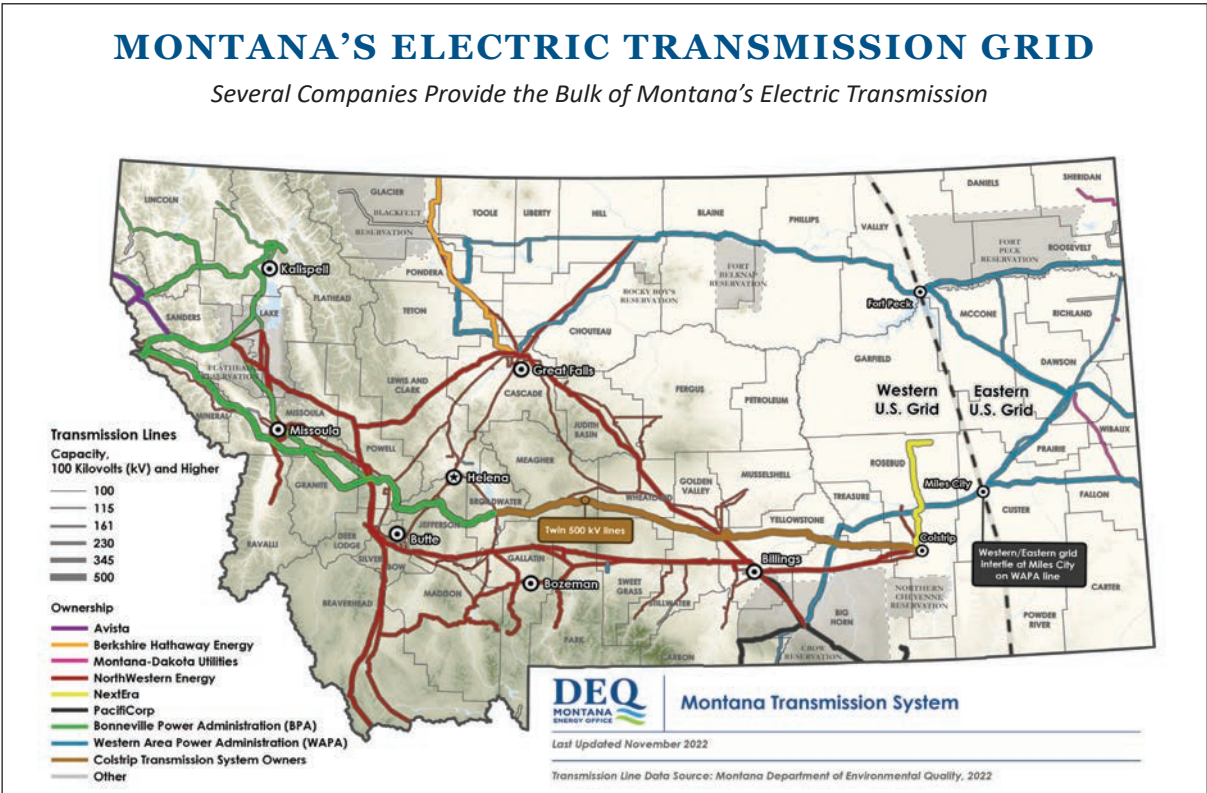 MONTANA'S ELECTRIC TRANSMISSION GRID
Several Companies Provide the Bulk of Montana's Electric Transmission
LINCOLN
GLACIER
BLACKFEET
RESERVATION
TOOLE
LIBERTY
HILL
BLAINE
PHILLIPS
VALLEY
DANIELS
SHERIDAN
FORT
PECK
RESERVATION
ROOSEVELT
Kalispell
FLATHEAD
PONDERA
ROCKY BOY'S
RESERVATION
FORT
BELKNAP
RESERVATION
Fort Peck
SANDERS
LAKE
TETON
CHOUTEAU
MCCONE
RICHLAND
FLATHEAD
RESERVATION
LEWIS AND
CLARK
Great Falls
CASCADE
FERGUS
PETROLEUM
GARFIELD
DAWSON
Western
U.S. Grid
Eastern
U.S. Grid
MINERAL
MISSOULA
Missoula
POWELL
JUDITH
BASIN
WIBAUX
PRAIRIE
Transmission Lines
Capacity,
100 Kilovolts (kV) and Higher
100
115
161
230
345
500
GRANITE
Helena
MEAGHER
BROADWATER
WHEATLAND
GOLDEN
VALLEY
MUSSELSHELL
ROSEBUD
TREASURE
Miles City
CUSTER
FALLON
RAVALLI
DEER
LODGE
SILVER
BOW
Butte
JEFFERSON
Twin 500 kV lines
YELLOWSTONE
Colstrip
GALLATIN
Bozeman
Billings
Western/Eastern grid
intertie at Miles City
on WAPA line
BEAVERHEAD
MADISON
PARK
SWEET
GRASS
STILLWATER
CARBON
BIG
HORN
CROW
RESERVATION
NORTHERN
CHEYENNE
RESERVATION
POWDER
RIVER
CARTER
Ownership
Avista
Berkshire Hathaway Energy
Montana-Dakota Utilities
NorthWestern Energy
NextEra
PacifiCorp
Bonneville Power Administration (BPA)
Western Area Power Administration (WAPA)
Colstrip Transmission System Owners
Other
DEQ
MONTANA
ENERGY OFFICE
Montana Transmission System
Last Updated November 2022
Transmission Line Data Source: Montana Department of Environmental Quality, 2022